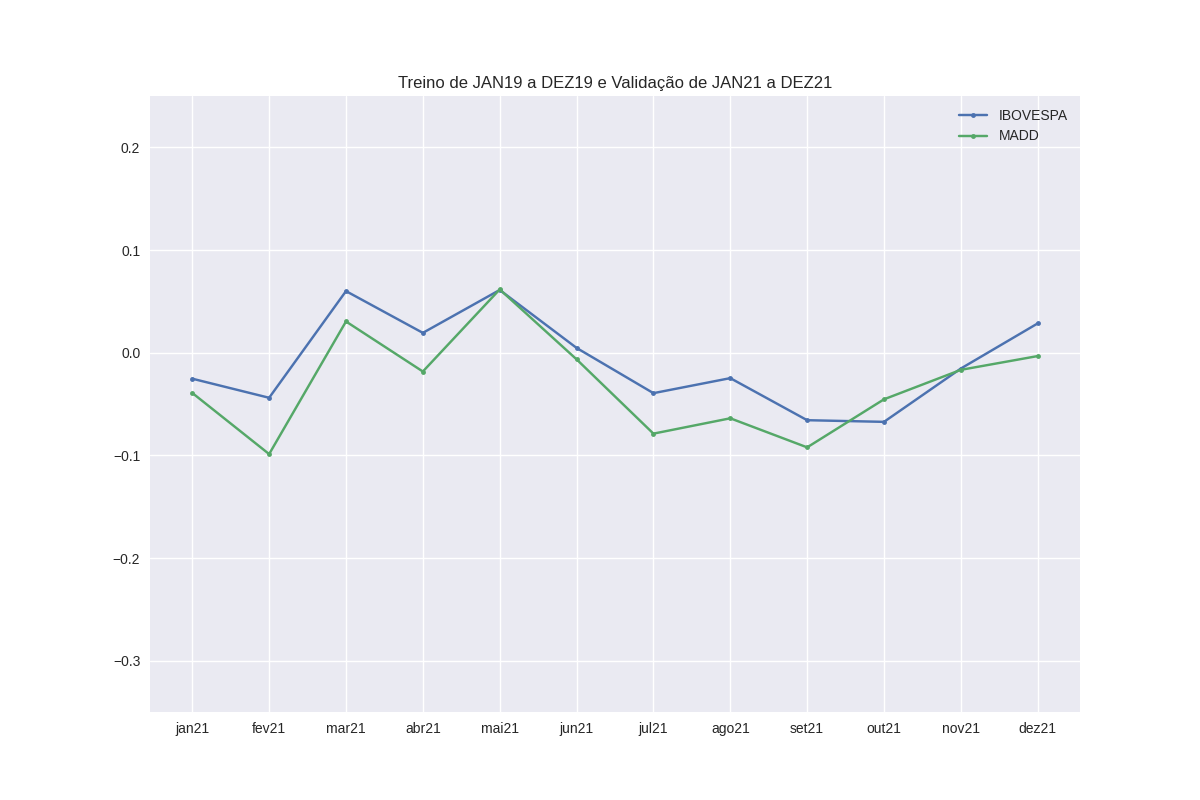 Treino de JAN19 a DEZ19 e Validação de JAN21 a DEZ21
IBOVESPA
MADD
0.2
0.1
0.0
−0.1
−0.2
−0.3
jan21 fev21 mar21 abr21 mai21 jun21 jul21 ago21 set21 out21 nov21 dez21